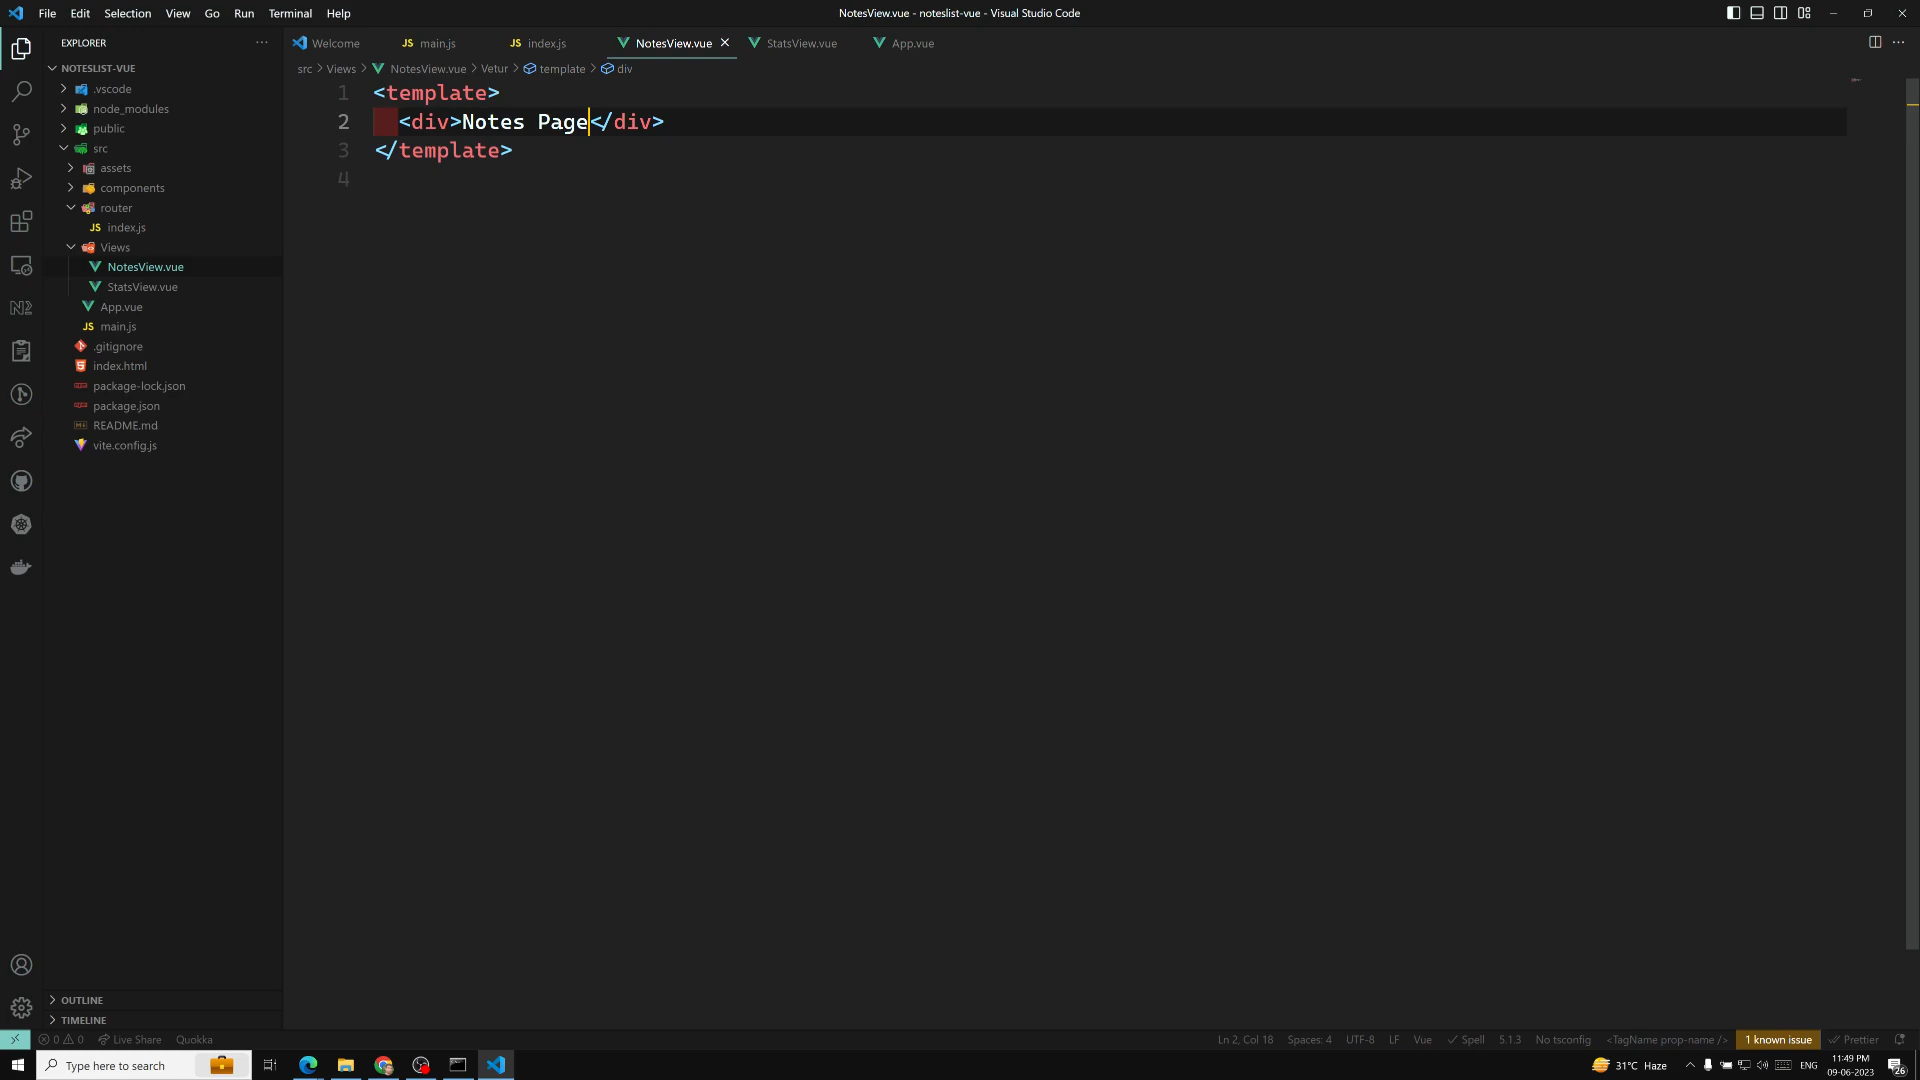 File Edit Selection View Go Run Terminal Help
NotesView.vue - noteslist-vue - Visual Studio Code
EXPLORER
NOTESLIST-VUE
.vscode
node_modules
public
src
assets
components
router
JS index.js
Views
NotesView.vue
StatsView.vue
App.vue
JS main.js
.gitignore
index.html
package-lock.json
package.json
README.md
vite.config.js
OUTLINE
TIMELINE
Welcome JS main.js JS index.js NotesView.vue StatsView.vue App.vue
src > Views > NotesView.vue > Vetur > template > div
1 <template>
2 <div>Notes Page</div>
3 </template>
4
0 0 Live Share Quokka Ln 2, Col 18 Spaces: 4 UTF-8 LF Vue Spell 5.1.3 No tsconfig <TagName prop-name /> 1 known issue Prettier
Type here to search 31°C Haze ENG 11:49 PM
09-06-2023
26